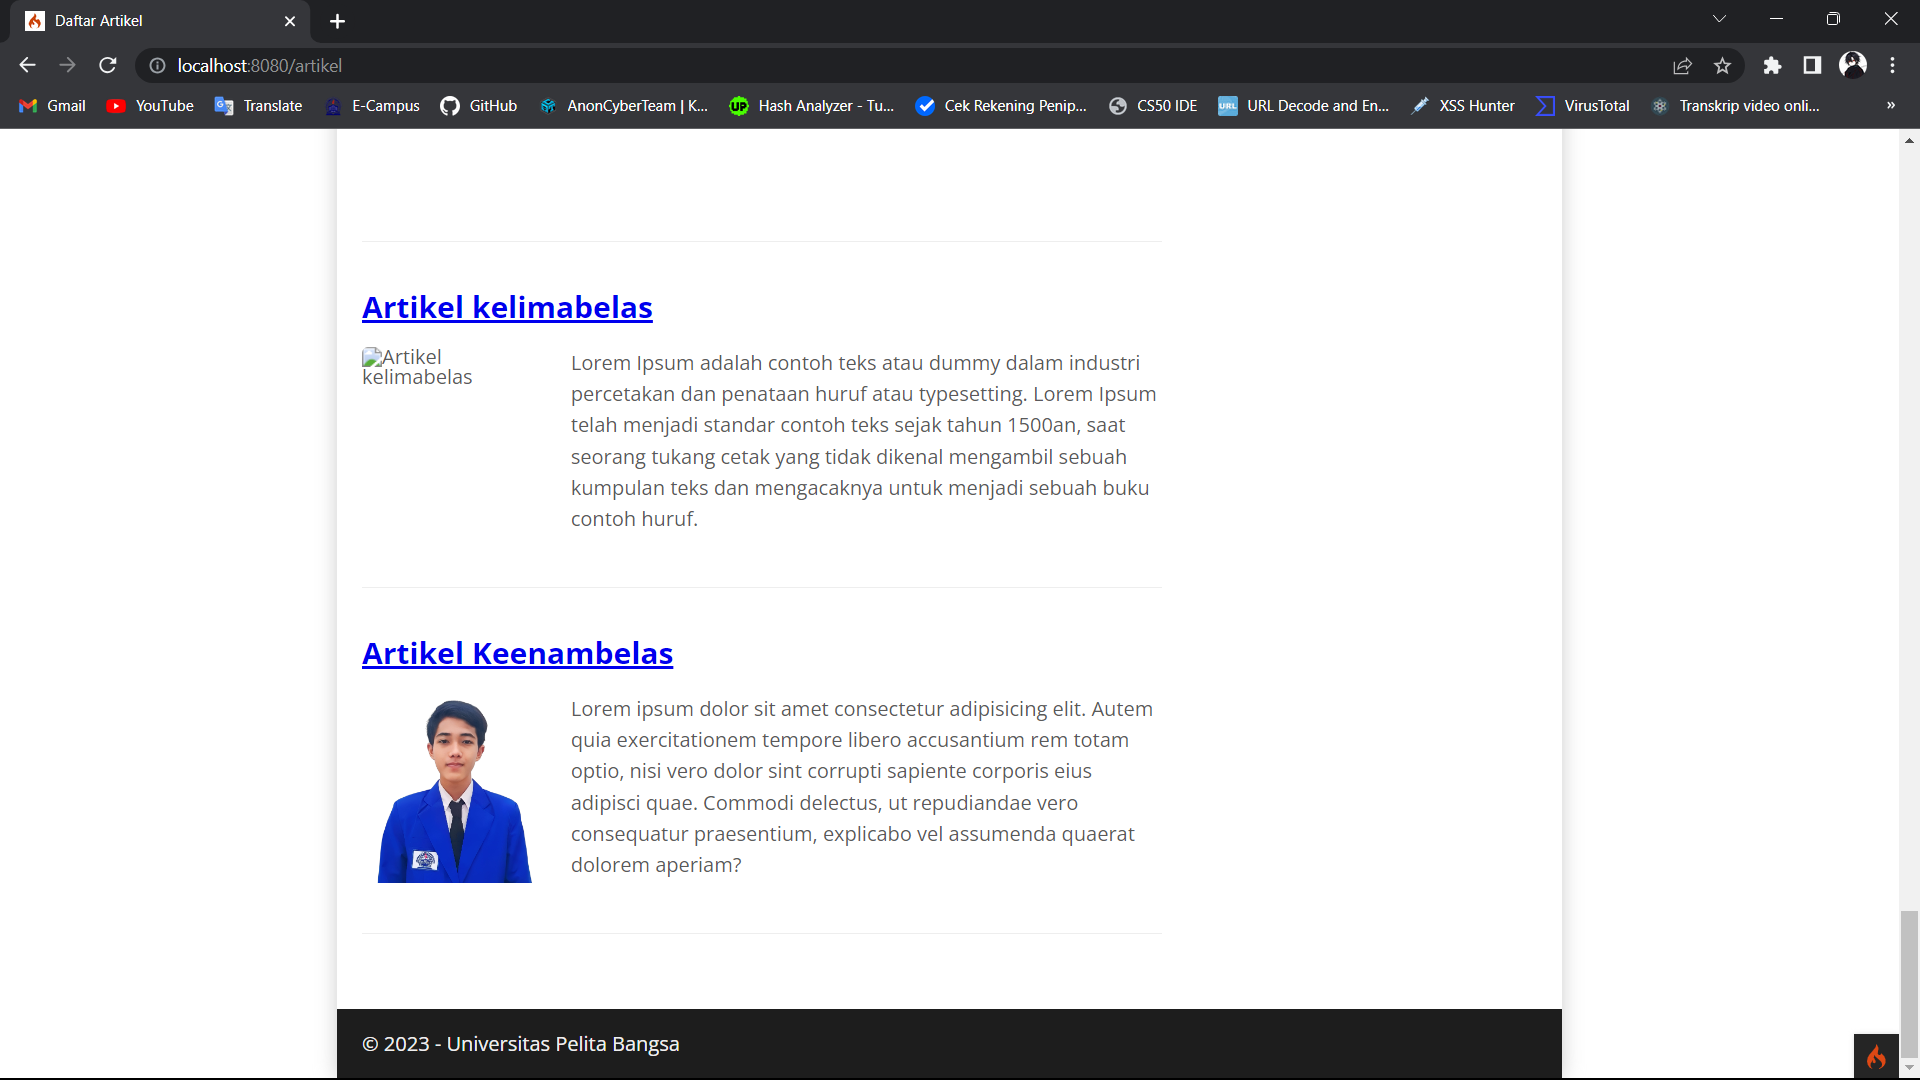 Daftar Artikel
localhost:8080/artikel
Gmail
YouTube
Translate
E-Campus
GitHub
AnonCyberTeam | K...
Hash Analyzer - Tu...
Cek Rekening Penip...
CS50 IDE
URL Decode and En...
XSS Hunter
VirusTotal
Transkrip video onli...
»
Artikel kelimabelas
Artikel
kelimabelas
Lorem Ipsum adalah contoh teks atau dummy dalam industri
percetakan dan penataan huruf atau typesetting. Lorem Ipsum
telah menjadi standar contoh teks sejak tahun 1500an, saat
seorang tukang cetak yang tidak dikenal mengambil sebuah
kumpulan teks dan mengacaknya untuk menjadi sebuah buku
contoh huruf.
Artikel Keenambelas
Lorem ipsum dolor sit amet consectetur adipisicing elit. Autem
quia exercitationem tempore libero accusantium rem totam
optio, nisi vero dolor sint corrupti sapiente corporis eius
adipisci quae. Commodi delectus, ut repudiandae vero
consequatur praesentium, explicabo vel assumenda quaerat
dolorem aperiam?
© 2023 - Universitas Pelita Bangsa